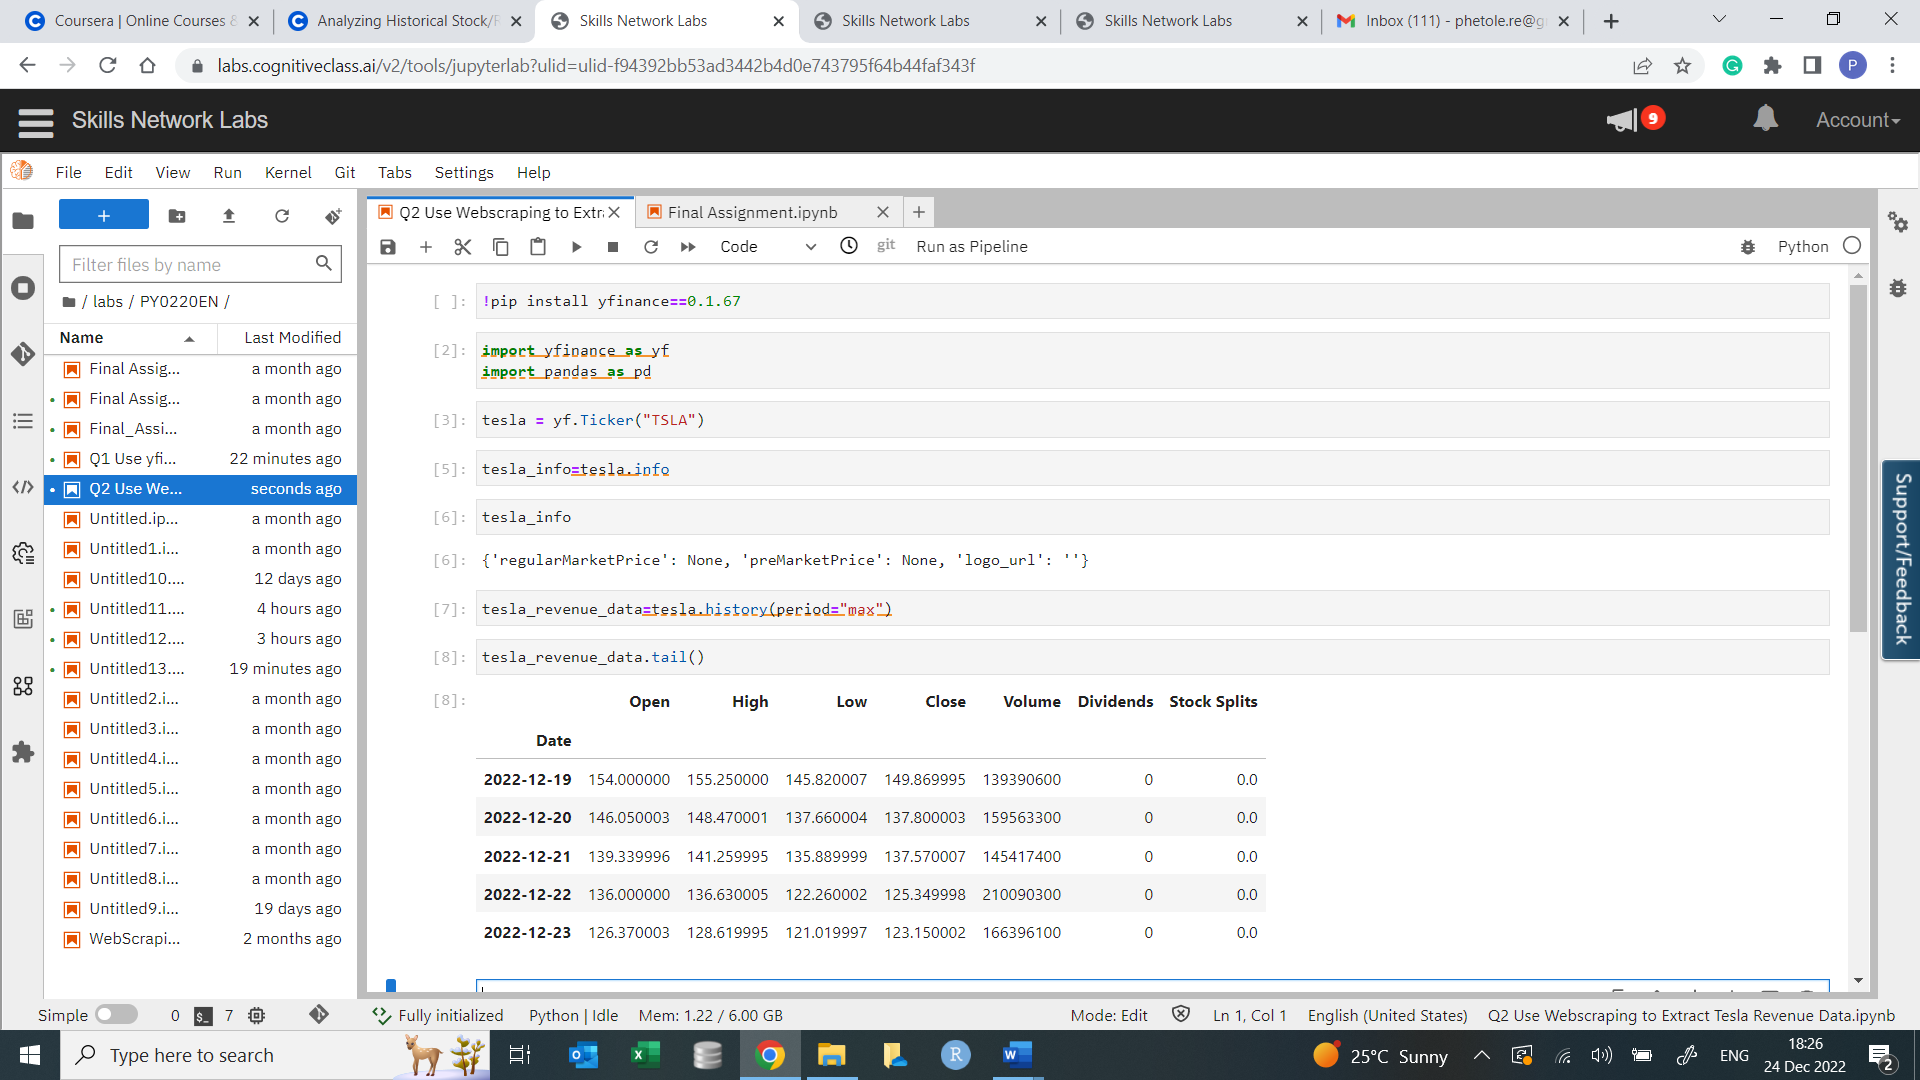 Coursera | Online Courses &
Analyzing Historical Stock/R
Skills Network Labs
Skills Network Labs
Skills Network Labs
Inbox (111) - phetole.re@g
labs.cognitiveclass.ai/v2/tools/jupyterlab?ulid=ulid-f94392bb53ad3442b4d0e743795f64b44faf343f
P
Skills Network Labs
9
Account
File Edit View Run Kernel Git Tabs Settings Help
Q2 Use Webscraping to Extr
Final Assignment.ipynb
Code
git
Run as Pipeline
Python
Filter files by name
/ labs / PY0220EN /
Name Last Modified
Final Assig... a month ago
Final Assig... a month ago
Final_Assi... a month ago
Q1 Use yfi... 22 minutes ago
Q2 Use We... seconds ago
Untitled.ip... a month ago
Untitled1.i... a month ago
Untitled10.... 12 days ago
Untitled11.... 4 hours ago
Untitled12.... 3 hours ago
Untitled13.... 19 minutes ago
Untitled2.i... a month ago
Untitled3.i... a month ago
Untitled4.i... a month ago
Untitled5.i... a month ago
Untitled6.i... a month ago
Untitled7.i... a month ago
Untitled8.i... a month ago
Untitled9.i... 19 days ago
WebScrapi... 2 months ago
[ ]: !pip install yfinance==0.1.67
[2]: import yfinance as yf
import pandas as pd
[3]: tesla = yf.Ticker("TSLA")
[5]: tesla_info=tesla.info
[6]: tesla_info
[6]: {'regularMarketPrice': None, 'preMarketPrice': None, 'logo_url': ''}
[7]: tesla_revenue_data=tesla.history(period="max")
[8]: tesla_revenue_data.tail()
[8]: Open High Low Close Volume Dividends Stock Splits
Date
2022-12-19 154.000000 155.250000 145.820007 149.869995 139390600 0 0.0
2022-12-20 146.050003 148.470001 137.660004 137.800003 159563300 0 0.0
2022-12-21 139.339996 141.259995 135.889999 137.570007 145417400 0 0.0
2022-12-22 136.000000 136.630005 122.260002 125.349998 210090300 0 0.0
2022-12-23 126.370003 128.619995 121.019997 123.150002 166396100 0 0.0
Support/Feedback
Simple 0 $_ 7 Fully initialized Python | Idle Mem: 1.22 / 6.00 GB Mode: Edit Ln 1, Col 1 English (United States) Q2 Use Webscraping to Extract Tesla Revenue Data.ipynb
Type here to search
25°C Sunny
ENG
18:26
24 Dec 2022
2